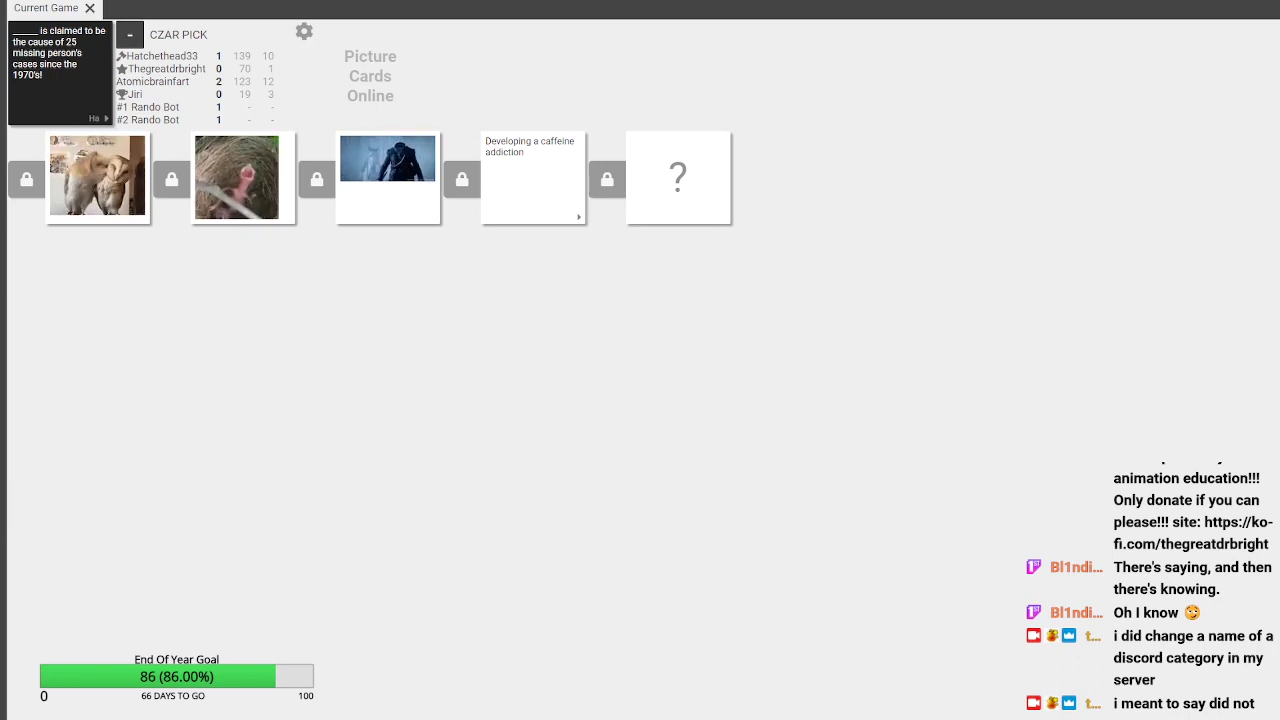 Current Game
_____ is claimed to be
the cause of 25
missing person's
cases since the
1970's!
Ha
-
CZAR PICK
Hatchethead33 1 139 10
Thegreatdrbright 0 70 1
Atomicbrainfart 2 123 12
Jiri 0 19 3
#1 Rando Bot 1 - -
#2 Rando Bot 1 - -
Picture
Cards
Online
Developing a caffeine
addiction
?
animation education!!!
Only donate if you can
please!!! site: https://ko-
fi.com/thegreatdrbright
Bl1ndi... There's saying, and then
there's knowing.
Bl1ndi... Oh I know
t... i did change a name of a
discord category in my
server
t... i meant to say did not
End Of Year Goal
86 (86.00%)
0 66 DAYS TO GO 100